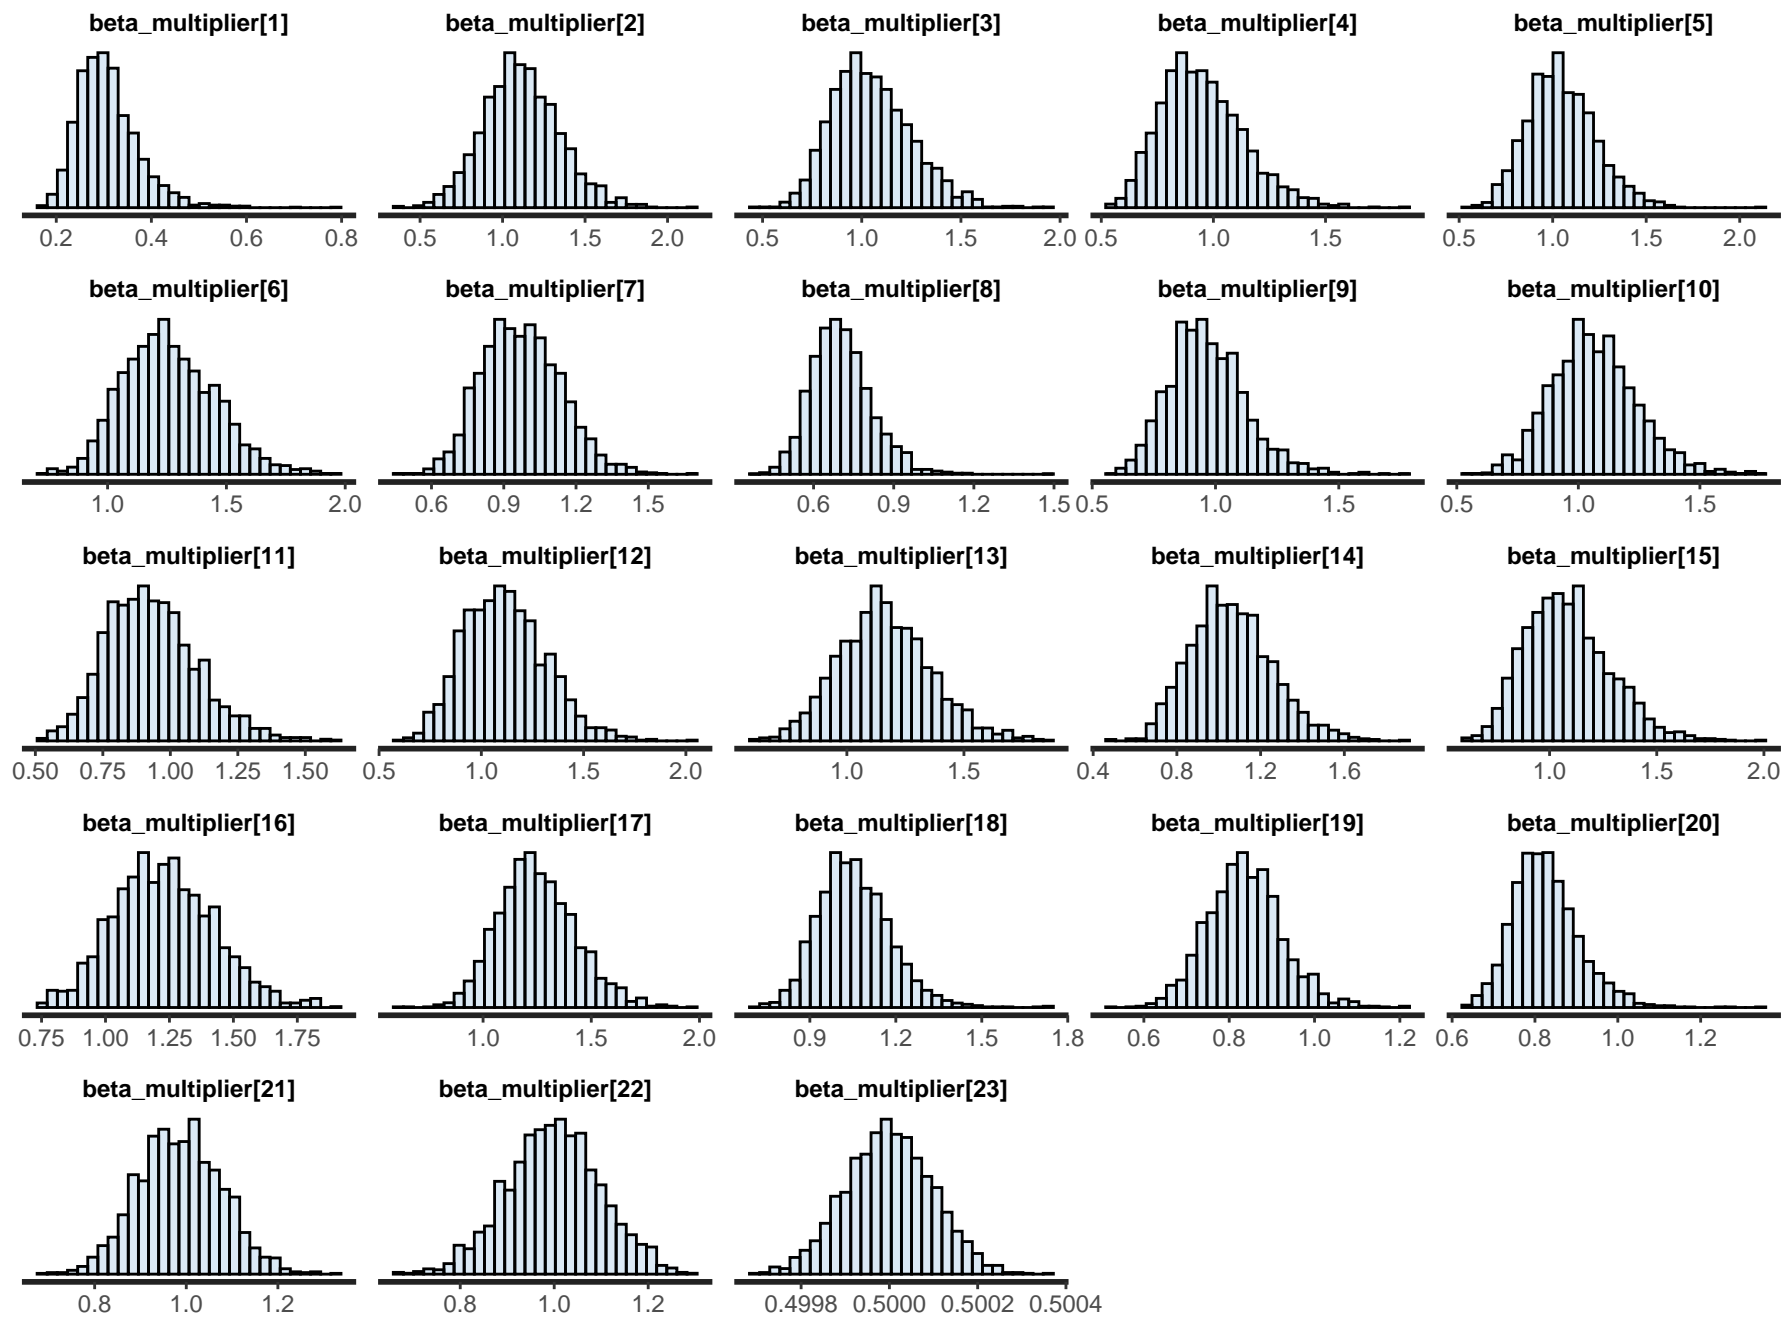 beta_multiplier[1] beta_multiplier[2] beta_multiplier[3] beta_multiplier[4] beta_multiplier[5]
0.2 0.4 0.6 0.8 0.5 1.0 1.5 2.0 0.5 1.0 1.5 2.0 0.5 1.0 1.5 0.5 1.0 1.5 2.0
beta_multiplier[6] beta_multiplier[7] beta_multiplier[8] beta_multiplier[9] beta_multiplier[10]
1.0 1.5 2.0 0.6 0.9 1.2 1.5 0.6 0.9 1.2 1.5 0.5 1.0 1.5 0.5 1.0 1.5
beta_multiplier[11] beta_multiplier[12] beta_multiplier[13] beta_multiplier[14] beta_multiplier[15]
0.50 0.75 1.00 1.25 1.50 0.5 1.0 1.5 2.0 1.0 1.5 0.4 0.8 1.2 1.6 1.0 1.5 2.0
beta_multiplier[16] beta_multiplier[17] beta_multiplier[18] beta_multiplier[19] beta_multiplier[20]
0.75 1.00 1.25 1.50 1.75 1.0 1.5 2.0 0.9 1.2 1.5 1.8 0.6 0.8 1.0 1.2 0.6 0.8 1.0 1.2
beta_multiplier[21] beta_multiplier[22] beta_multiplier[23]
0.8 1.0 1.2 0.8 1.0 1.2 0.4998 0.5000 0.5002 0.5004